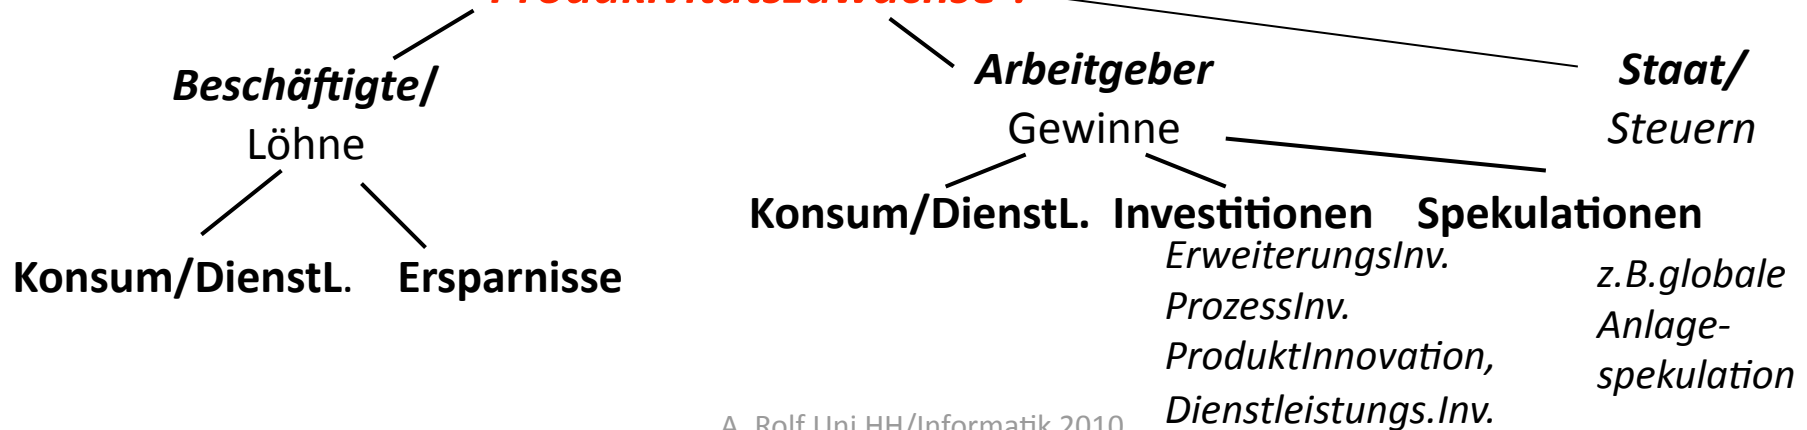 Produktivitätszuwächse ?
Beschäftigte/
Löhne
Konsum/DienstL.
Ersparnisse
Arbeitgeber
Gewinne
Konsum/DienstL.
Investitionen
ErweiterungsInv.
ProzessInv.
ProduktInnovation,
Dienstleistungs.Inv.
Spekulationen
z.B.globale
Anlage-
spekulation
Staat/
Steuern
A. Rolf Uni HH/Informatik 2010